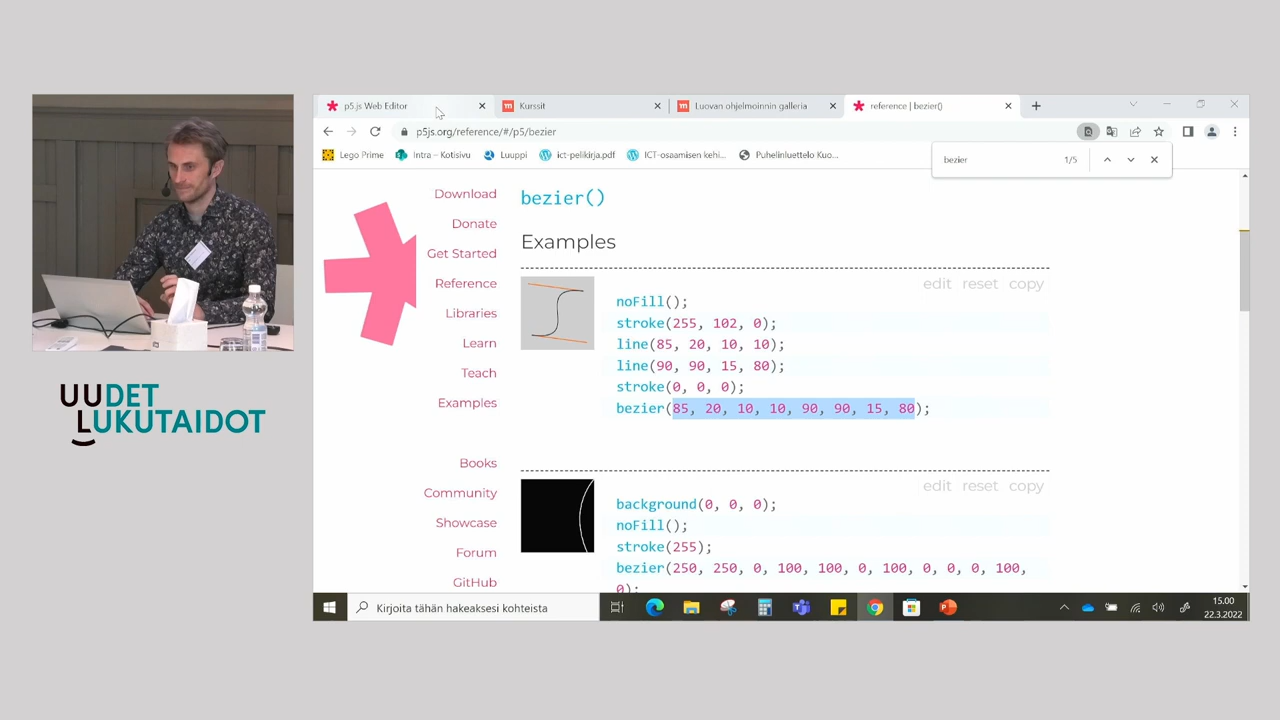 p5.js Web Editor
Kurssit
Luovan ohjelmoinnin galleria
reference | bezier()
p5js.org/reference/#/p5/bezier
Lego Prime
Intra – Kotisivu
Luuppi
ict-pelikirja.pdf
ICT-osaamisen kehi...
Puhelinluettelo Kuo...
bezier
1/5
Download
Donate
Get Started
Reference
Libraries
Learn
Teach
Examples
Books
Community
Showcase
Forum
GitHub
bezier()
Examples
edit reset copy
noFill();
stroke(255, 102, 0);
line(85, 20, 10, 10);
line(90, 90, 15, 80);
stroke(0, 0, 0);
bezier(85, 20, 10, 10, 90, 90, 15, 80);
edit reset copy
background(0, 0, 0);
noFill();
stroke(255);
bezier(250, 250, 0, 100, 100, 0, 100, 0, 0, 0, 100,
0);
UUDET
LUKUTAIDOT
Kirjoita tähän hakeaksesi kohteista
15.00
22.3.2022